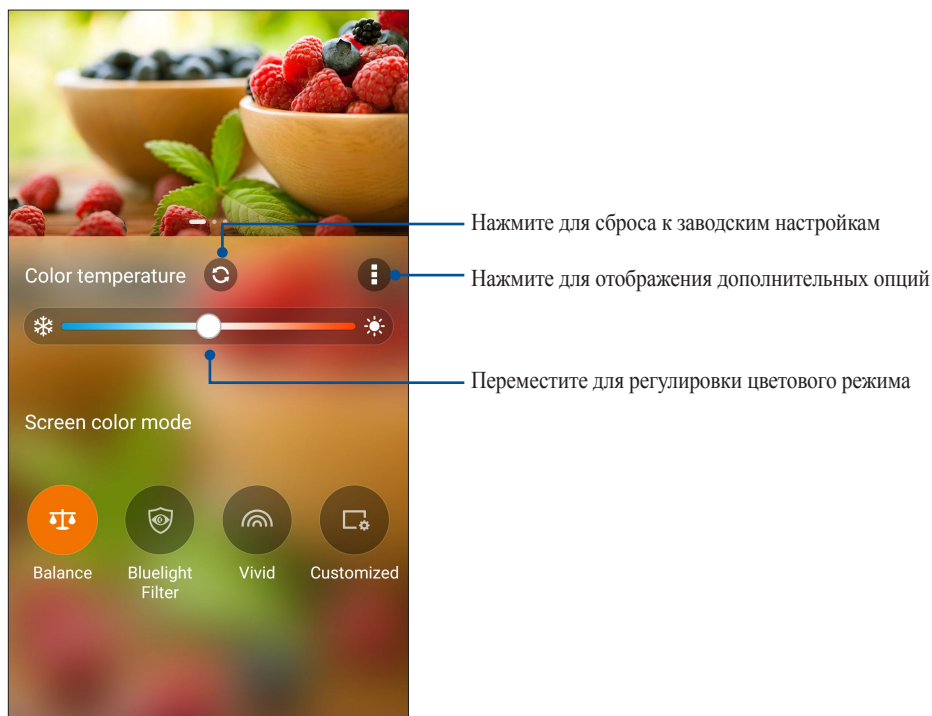 Нажмите для сброса к заводским настройкам
Color temperature
Нажмите для отображения дополнительных опций
Переместите для регулировки цветового режима
Screen color mode
Balance
Bluelight
Filter
Vivid
Customized